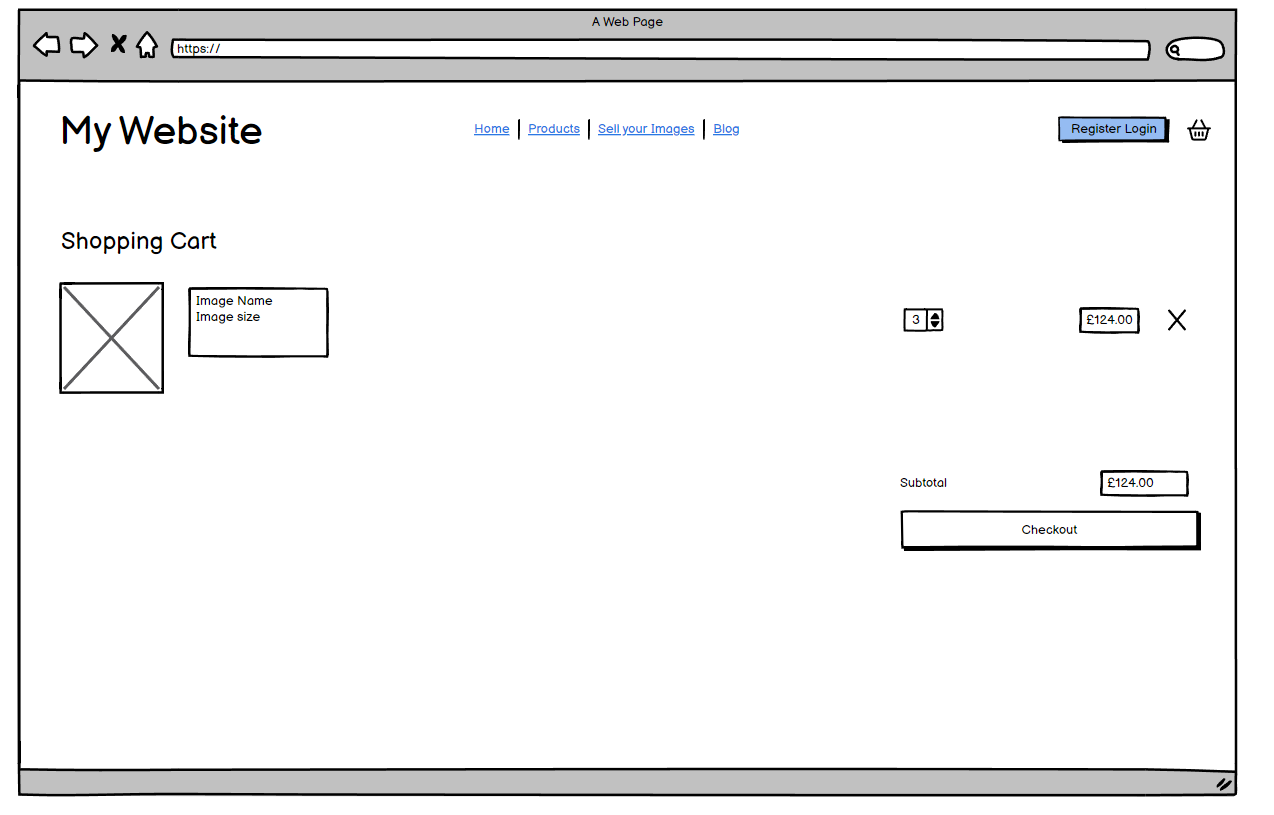 A Web Page
https://
My Website
Home Products Sell your Images Blog
Register Login
Shopping Cart
Image Name
Image size
3
£124.00
Subtotal
£124.00
Checkout